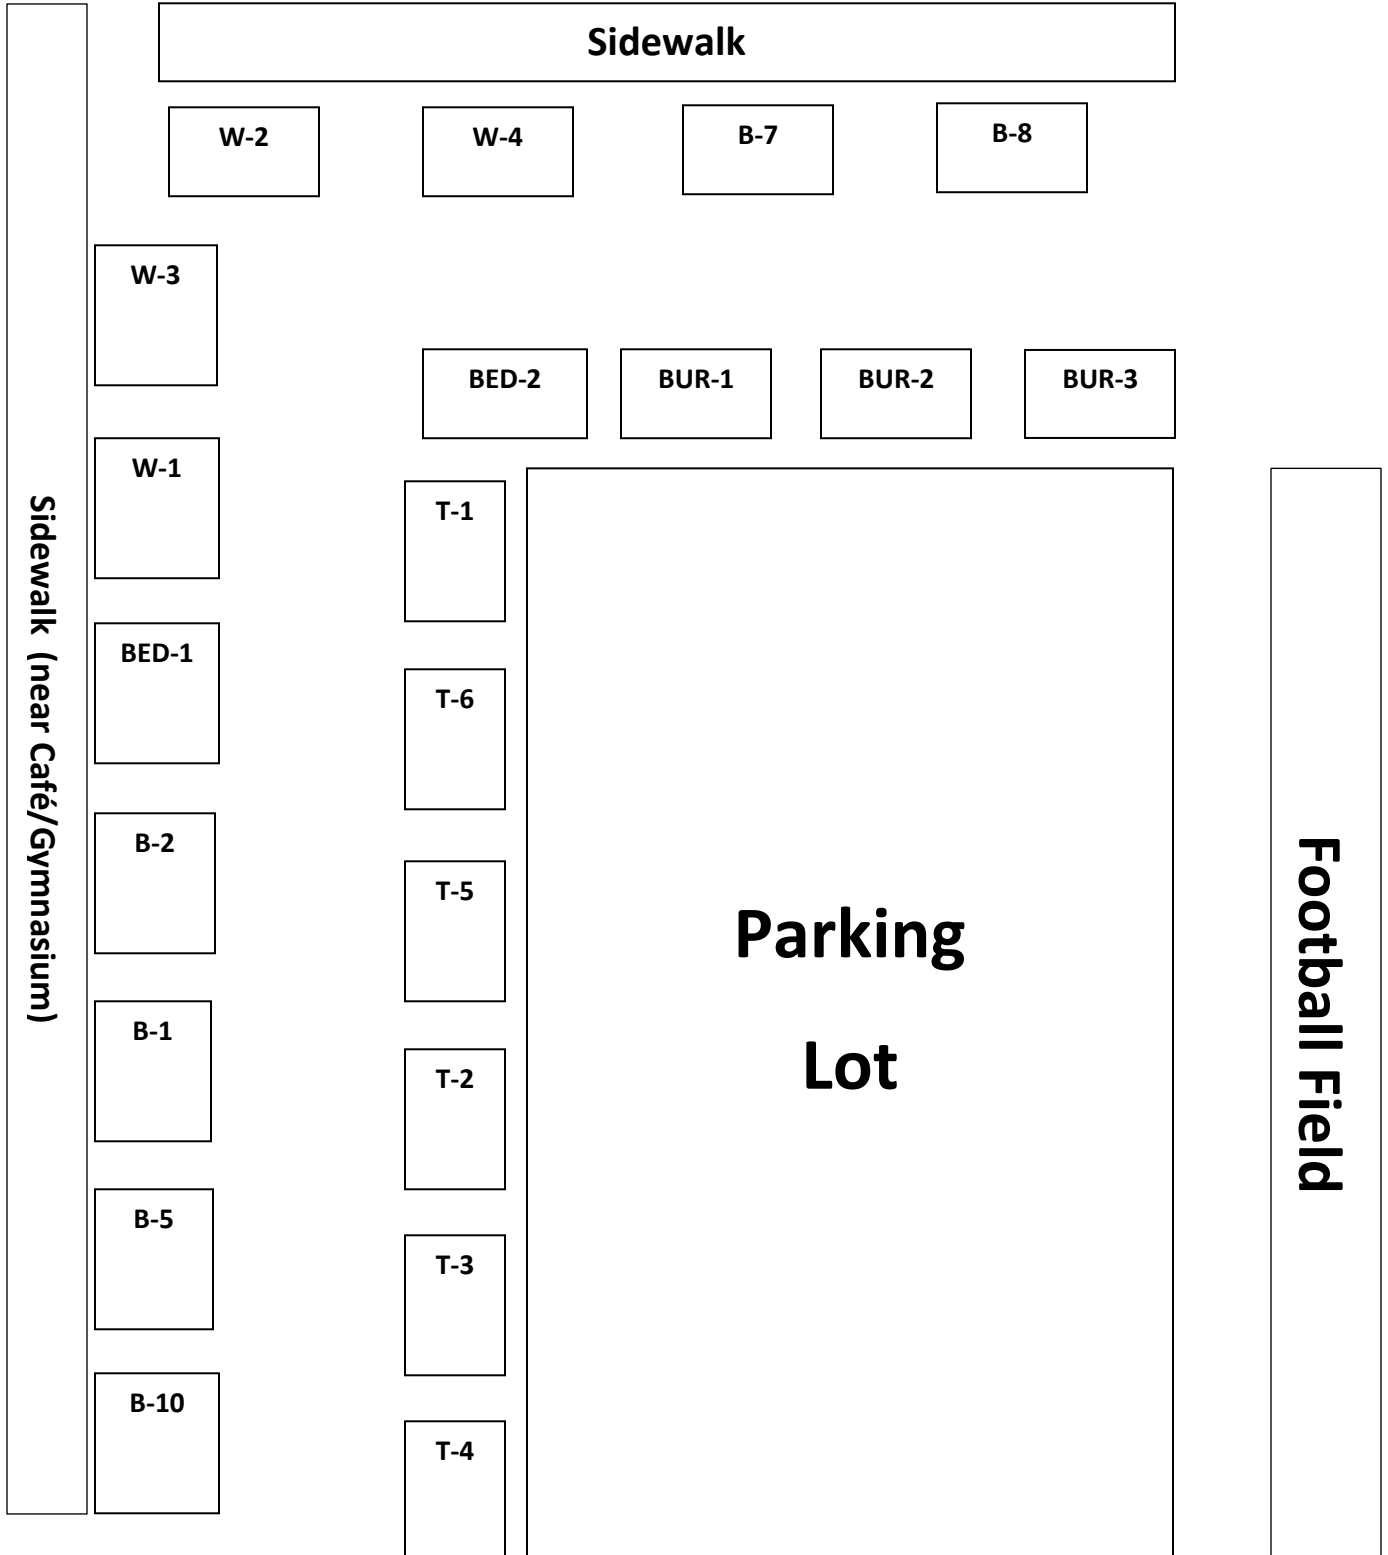 Sidewalk
W-2
W-4
B-7
B-8
W-3
BED-2
BUR-1
BUR-2
BUR-3
W-1
T-1
Sidewalk (near Café/Gymnasium)
BED-1
T-6
B-2
T-5
Parking
Lot
Football Field
B-1
T-2
B-5
T-3
B-10
T-4